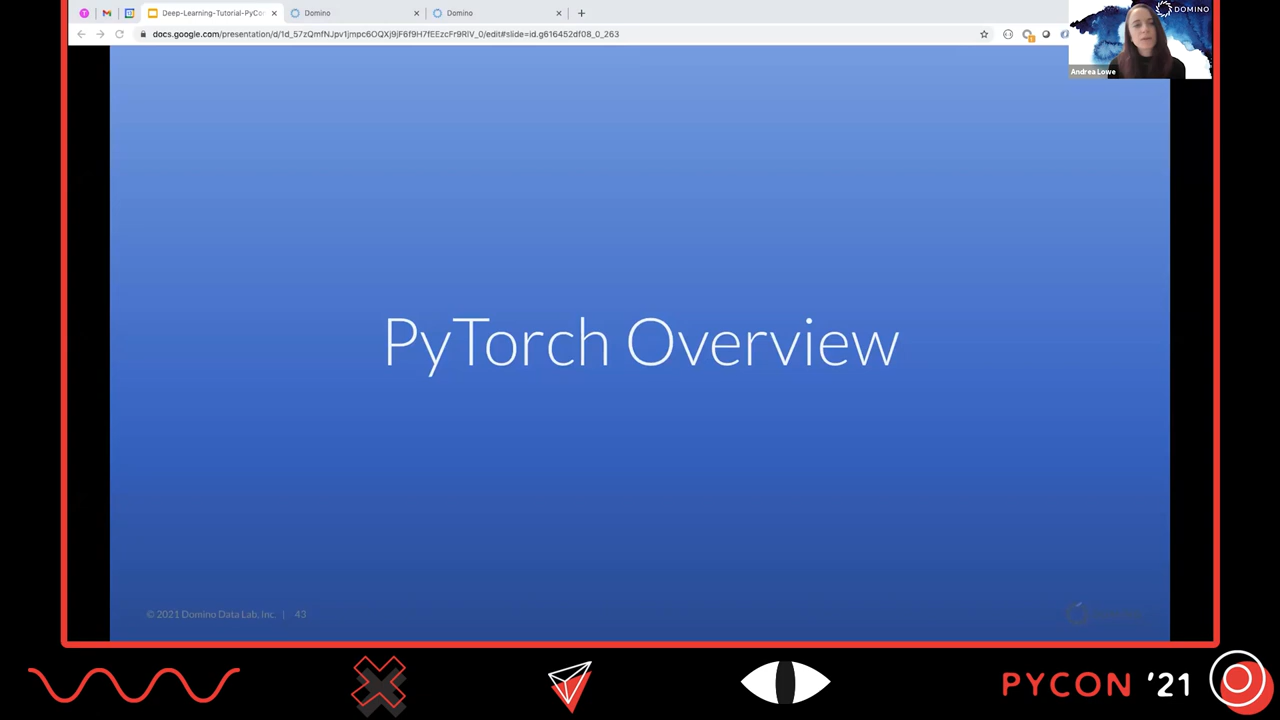 Deep-Learning-Tutorial-PyCo
Domino
Domino
docs.google.com/presentation/d/1d_57zQmfNJpv1jmpc6OQXj9jF6f9H7fEEzcFr9RlV_0/edit#slide=id.g616452df08_0_263
DOMINO
Andrea Lowe
PyTorch Overview
© 2021 Domino Data Lab, Inc. | 43
PYCON '21